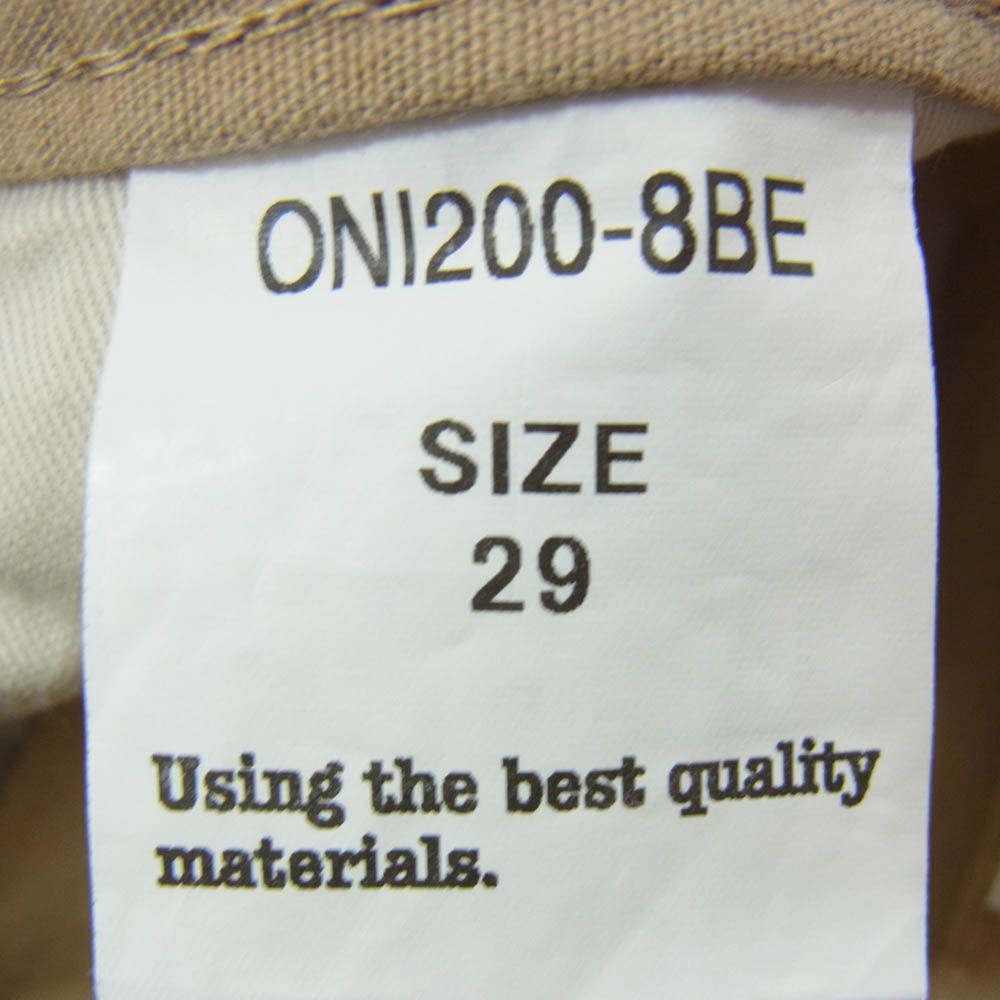 ONI200-8BE
SIZE
29
Using the best quality
materials.